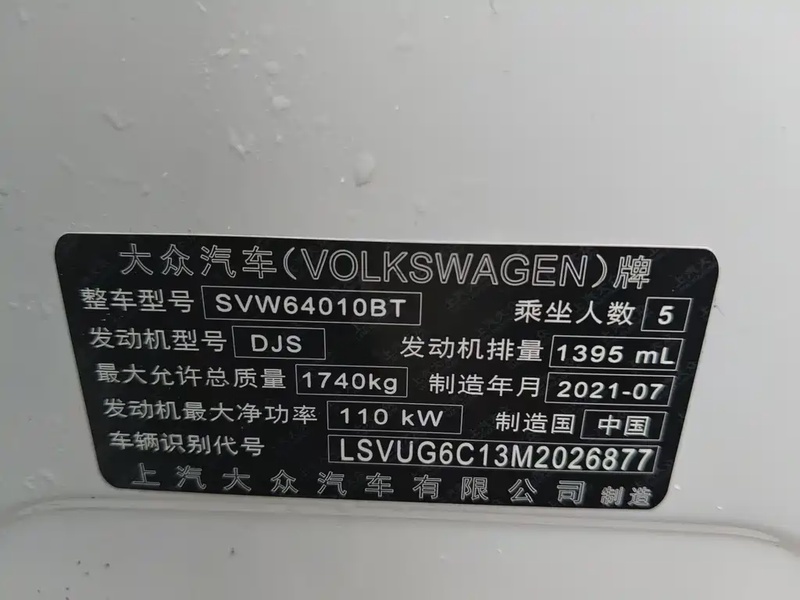 大众汽车(VOLKSWAGEN)牌
整车型号 SVW64010BT 乘坐人数 5
发动机型号 DJS 发动机排量 1395 mL
最大允许总质量 1740kg 制造年月 2021-07
发动机最大净功率 110 kW 制造国 中国
车辆识别代号 LSVUG6C13M2026877
上汽大众汽车有限公司 制造